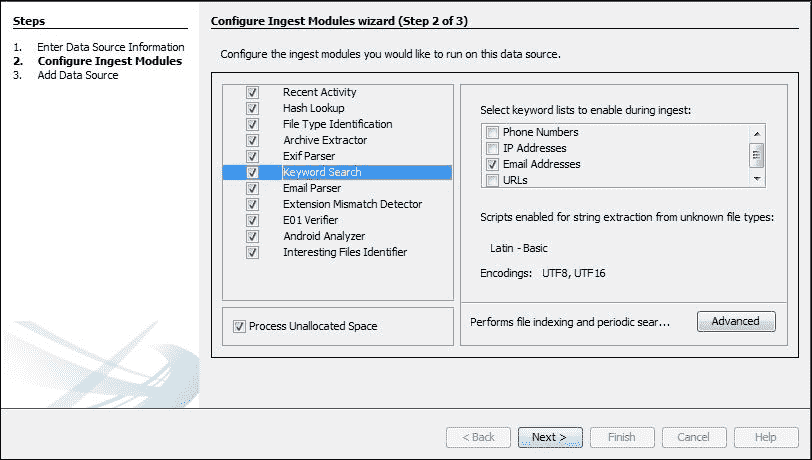 Steps
1. Enter Data Source Information
2. Configure Ingest Modules
3. Add Data Source
Configure Ingest Modules wizard (Step 2 of 3)
Configure the ingest modules you would like to run on this data source.
Recent Activity
Hash Lookup
File Type Identification
Archive Extractor
Exif Parser
Keyword Search
Email Parser
Extension Mismatch Detector
E01 Verifier
Android Analyzer
Interesting Files Identifier
Process Unallocated Space
Select keyword lists to enable during ingest:
Phone Numbers
IP Addresses
Email Addresses
URLs
Scripts enabled for string extraction from unknown file types:
Latin - Basic
Encodings: UTF8, UTF16
Performs file indexing and periodic sear...
Advanced
< Back
Next >
Finish
Cancel
Help